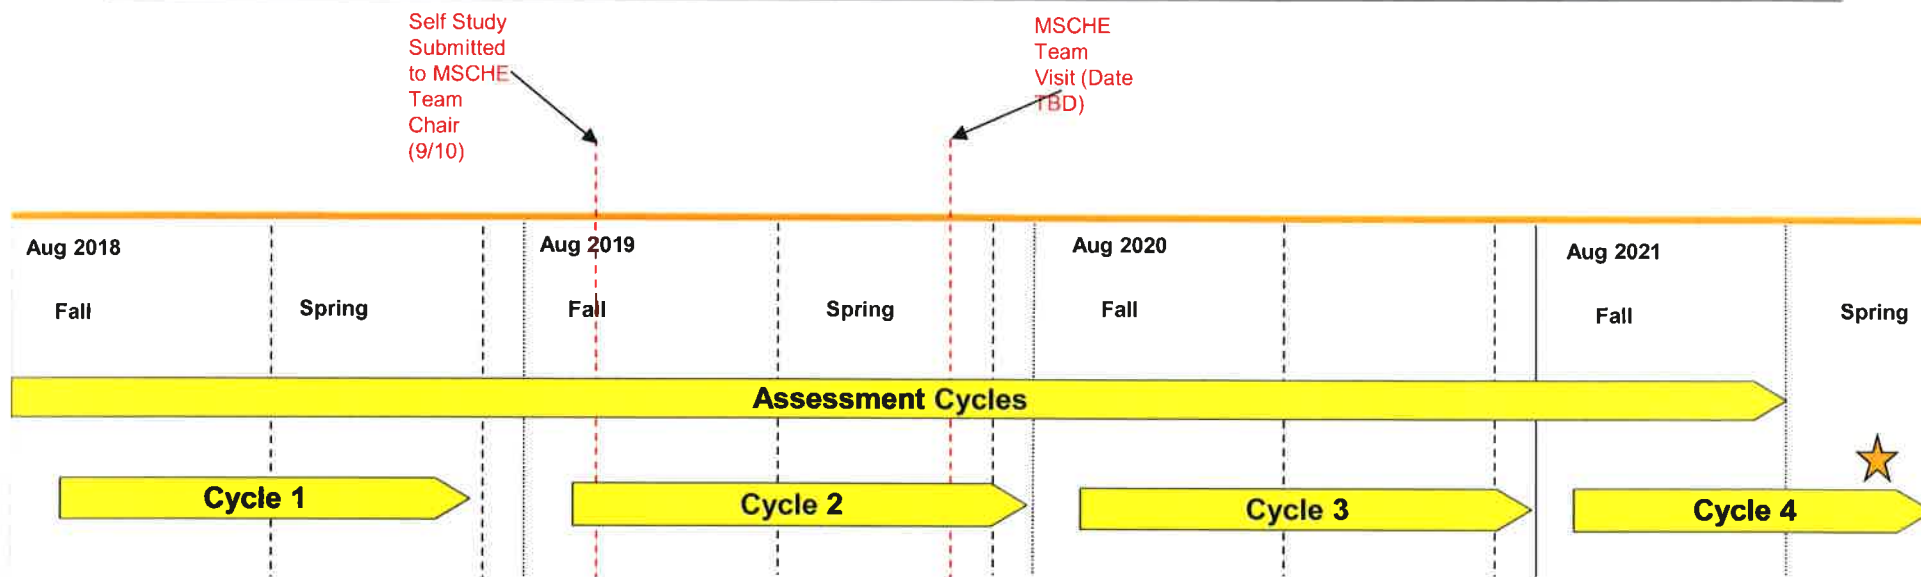 Self Study
Submitted
to MSCHE
Team
Chair
(9/10)
MSCHE
Team
Visit (Date
TBD)
Aug 2018
Aug 2019
Aug 2020
Aug 2021
Fall
Spring
Fall
Spring
Fall
Fall
Spring
Assessment Cycles
Cycle 1
Cycle 2
Cycle 3
Cycle 4